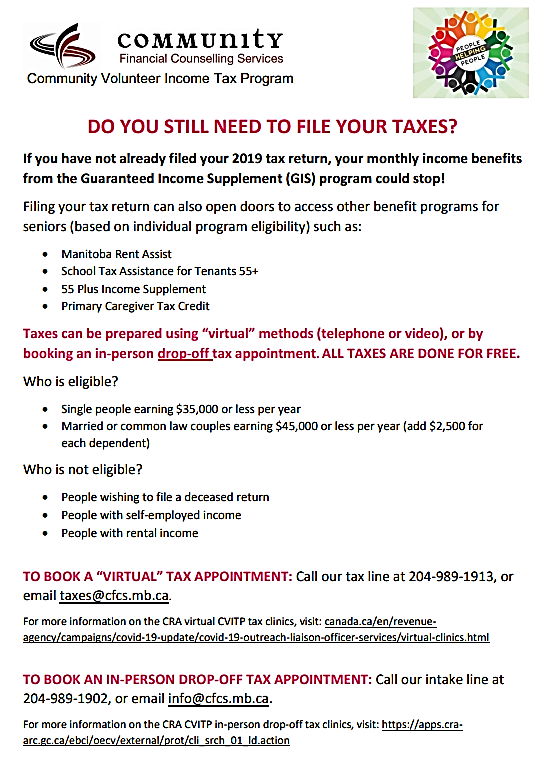 COMMUNITY
Financial Counselling Services
Community Volunteer Income Tax Program
PEOPLE
HELPING
PEOPLE
DO YOU STILL NEED TO FILE YOUR TAXES?
If you have not already filed your 2019 tax return, your monthly income benefits
from the Guaranteed Income Supplement (GIS) program could stop!
Filing your tax return can also open doors to access other benefit programs for
seniors (based on individual program eligibility) such as:
• Manitoba Rent Assist
• School Tax Assistance for Tenants 55+
• 55 Plus Income Supplement
• Primary Caregiver Tax Credit
Taxes can be prepared using “virtual” methods (telephone or video), or by
booking an in-person drop-off tax appointment. ALL TAXES ARE DONE FOR FREE.
Who is eligible?
• Single people earning $35,000 or less per year
• Married or common law couples earning $45,000 or less per year (add $2,500 for
each dependent)
Who is not eligible?
• People wishing to file a deceased return
• People with self-employed income
• People with rental income
TO BOOK A “VIRTUAL” TAX APPOINTMENT: Call our tax line at 204-989-1913, or
email taxes@cfcs.mb.ca.
For more information on the CRA virtual CVITP tax clinics, visit: canada.ca/en/revenue-
agency/campaigns/covid-19-update/covid-19-outreach-liaison-officer-services/virtual-clinics.html
TO BOOK AN IN-PERSON DROP-OFF TAX APPOINTMENT: Call our intake line at
204-989-1902, or email info@cfcs.mb.ca.
For more information on the CRA CVITP in-person drop-off tax clinics, visit: https://apps.cra-
arc.gc.ca/ebci/oecv/external/prot/cli_srch_01_ld.action